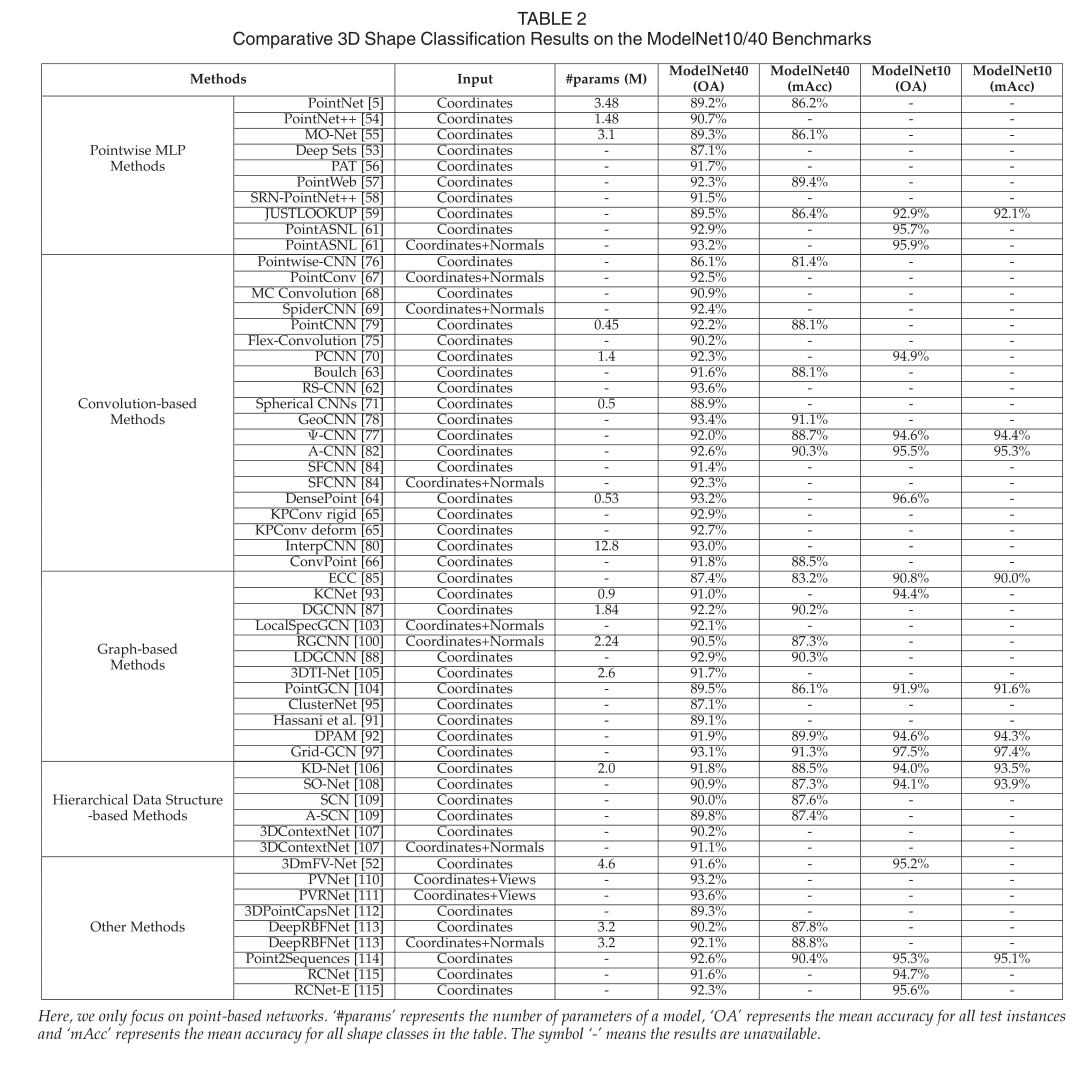 TABLE 2
Comparative 3D Shape Classification Results on the ModelNet10/40 Benchmarks
Methods Input #params (M) ModelNet40 (OA) ModelNet40 (mAcc) ModelNet10 (OA) ModelNet10 (mAcc)
Pointwise MLP Methods
PointNet [5] Coordinates 3.48 89.2% 86.2% - -
PointNet++ [54] Coordinates 1.48 90.7% - - -
MO-Net [55] Coordinates 3.1 89.3% 86.1% - -
Deep Sets [53] Coordinates - 87.1% - - -
PAT [56] Coordinates - 91.7% - - -
PointWeb [57] Coordinates - 92.3% 89.4% - -
SRN-PointNet++ [58] Coordinates - 91.5% - - -
JUSTLOOKUP [59] Coordinates - 89.5% 86.4% 92.9% 92.1%
PointASNL [61] Coordinates - 92.9% - 95.7% -
PointASNL [61] Coordinates+Normals - 93.2% - 95.9% -
Convolution-based Methods
Pointwise-CNN [76] Coordinates - 86.1% 81.4% - -
PointConv [67] Coordinates+Normals - 92.5% - - -
MC Convolution [68] Coordinates - 90.9% - - -
SpiderCNN [69] Coordinates+Normals - 92.4% - - -
PointCNN [79] Coordinates 0.45 92.2% 88.1% - -
Flex-Convolution [75] Coordinates - 90.2% - - -
PCNN [70] Coordinates 1.4 92.3% - 94.9% -
Boulch [63] Coordinates - 91.6% 88.1% - -
RS-CNN [62] Coordinates - 93.6% - - -
Spherical CNNs [71] Coordinates 0.5 88.9% - - -
GeoCNN [78] Coordinates - 93.4% 91.1% - -
Ψ-CNN [77] Coordinates - 92.0% 88.7% 94.6% 94.4%
A-CNN [82] Coordinates - 92.6% 90.3% 95.5% 95.3%
SFCNN [84] Coordinates - 91.4% - - -
SFCNN [84] Coordinates+Normals - 92.3% - - -
DensePoint [64] Coordinates 0.53 93.2% - 96.6% -
KPConv rigid [65] Coordinates - 92.9% - - -
KPConv deform [65] Coordinates - 92.7% - - -
InterpCNN [80] Coordinates 12.8 93.0% - - -
ConvPoint [66] Coordinates - 91.8% 88.5% - -
Graph-based Methods
ECC [85] Coordinates - 87.4% 83.2% 90.8% 90.0%
KCNet [93] Coordinates 0.9 91.0% - 94.4% -
DGCNN [87] Coordinates 1.84 92.2% 90.2% - -
LocalSpecGCN [103] Coordinates+Normals - 92.1% - - -
RGCNN [100] Coordinates+Normals 2.24 90.5% 87.3% - -
LDGCNN [88] Coordinates - 92.9% 90.3% - -
3DTI-Net [105] Coordinates 2.6 91.7% - - -
PointGCN [104] Coordinates - 89.5% 86.1% 91.9% 91.6%
ClusterNet [95] Coordinates - 87.1% - - -
Hassani et al. [91] Coordinates - 89.1% - - -
DPAM [92] Coordinates - 91.9% 89.9% 94.6% 94.3%
Grid-GCN [97] Coordinates - 93.1% 91.3% 97.5% 97.4%
Hierarchical Data Structure -based Methods
KD-Net [106] Coordinates 2.0 91.8% 88.5% 94.0% 93.5%
SO-Net [108] Coordinates - 90.9% 87.3% 94.1% 93.9%
SCN [109] Coordinates - 90.0% 87.6% - -
A-SCN [109] Coordinates - 89.8% 87.4% - -
3DContextNet [107] Coordinates - 90.2% - - -
3DContextNet [107] Coordinates+Normals - 91.1% - - -
Other Methods
3DmFV-Net [52] Coordinates 4.6 91.6% - 95.2% -
PVNet [110] Coordinates+Views - 93.2% - - -
PVRNet [111] Coordinates+Views - 93.6% - - -
3DPointCapsNet [112] Coordinates - 89.3% - - -
DeepRBFNet [113] Coordinates 3.2 90.2% 87.8% - -
DeepRBFNet [113] Coordinates+Normals 3.2 92.1% 88.8% - -
Point2Sequences [114] Coordinates - 92.6% 90.4% 95.3% 95.1%
RCNet [115] Coordinates - 91.6% - 94.7% -
RCNet-E [115] Coordinates - 92.3% - 95.6% -
Here, we only focus on point-based networks. '#params' represents the number of parameters of a model, 'OA' represents the mean accuracy for all test instances
and 'mAcc' represents the mean accuracy for all shape classes in the table. The symbol '-' means the results are unavailable.